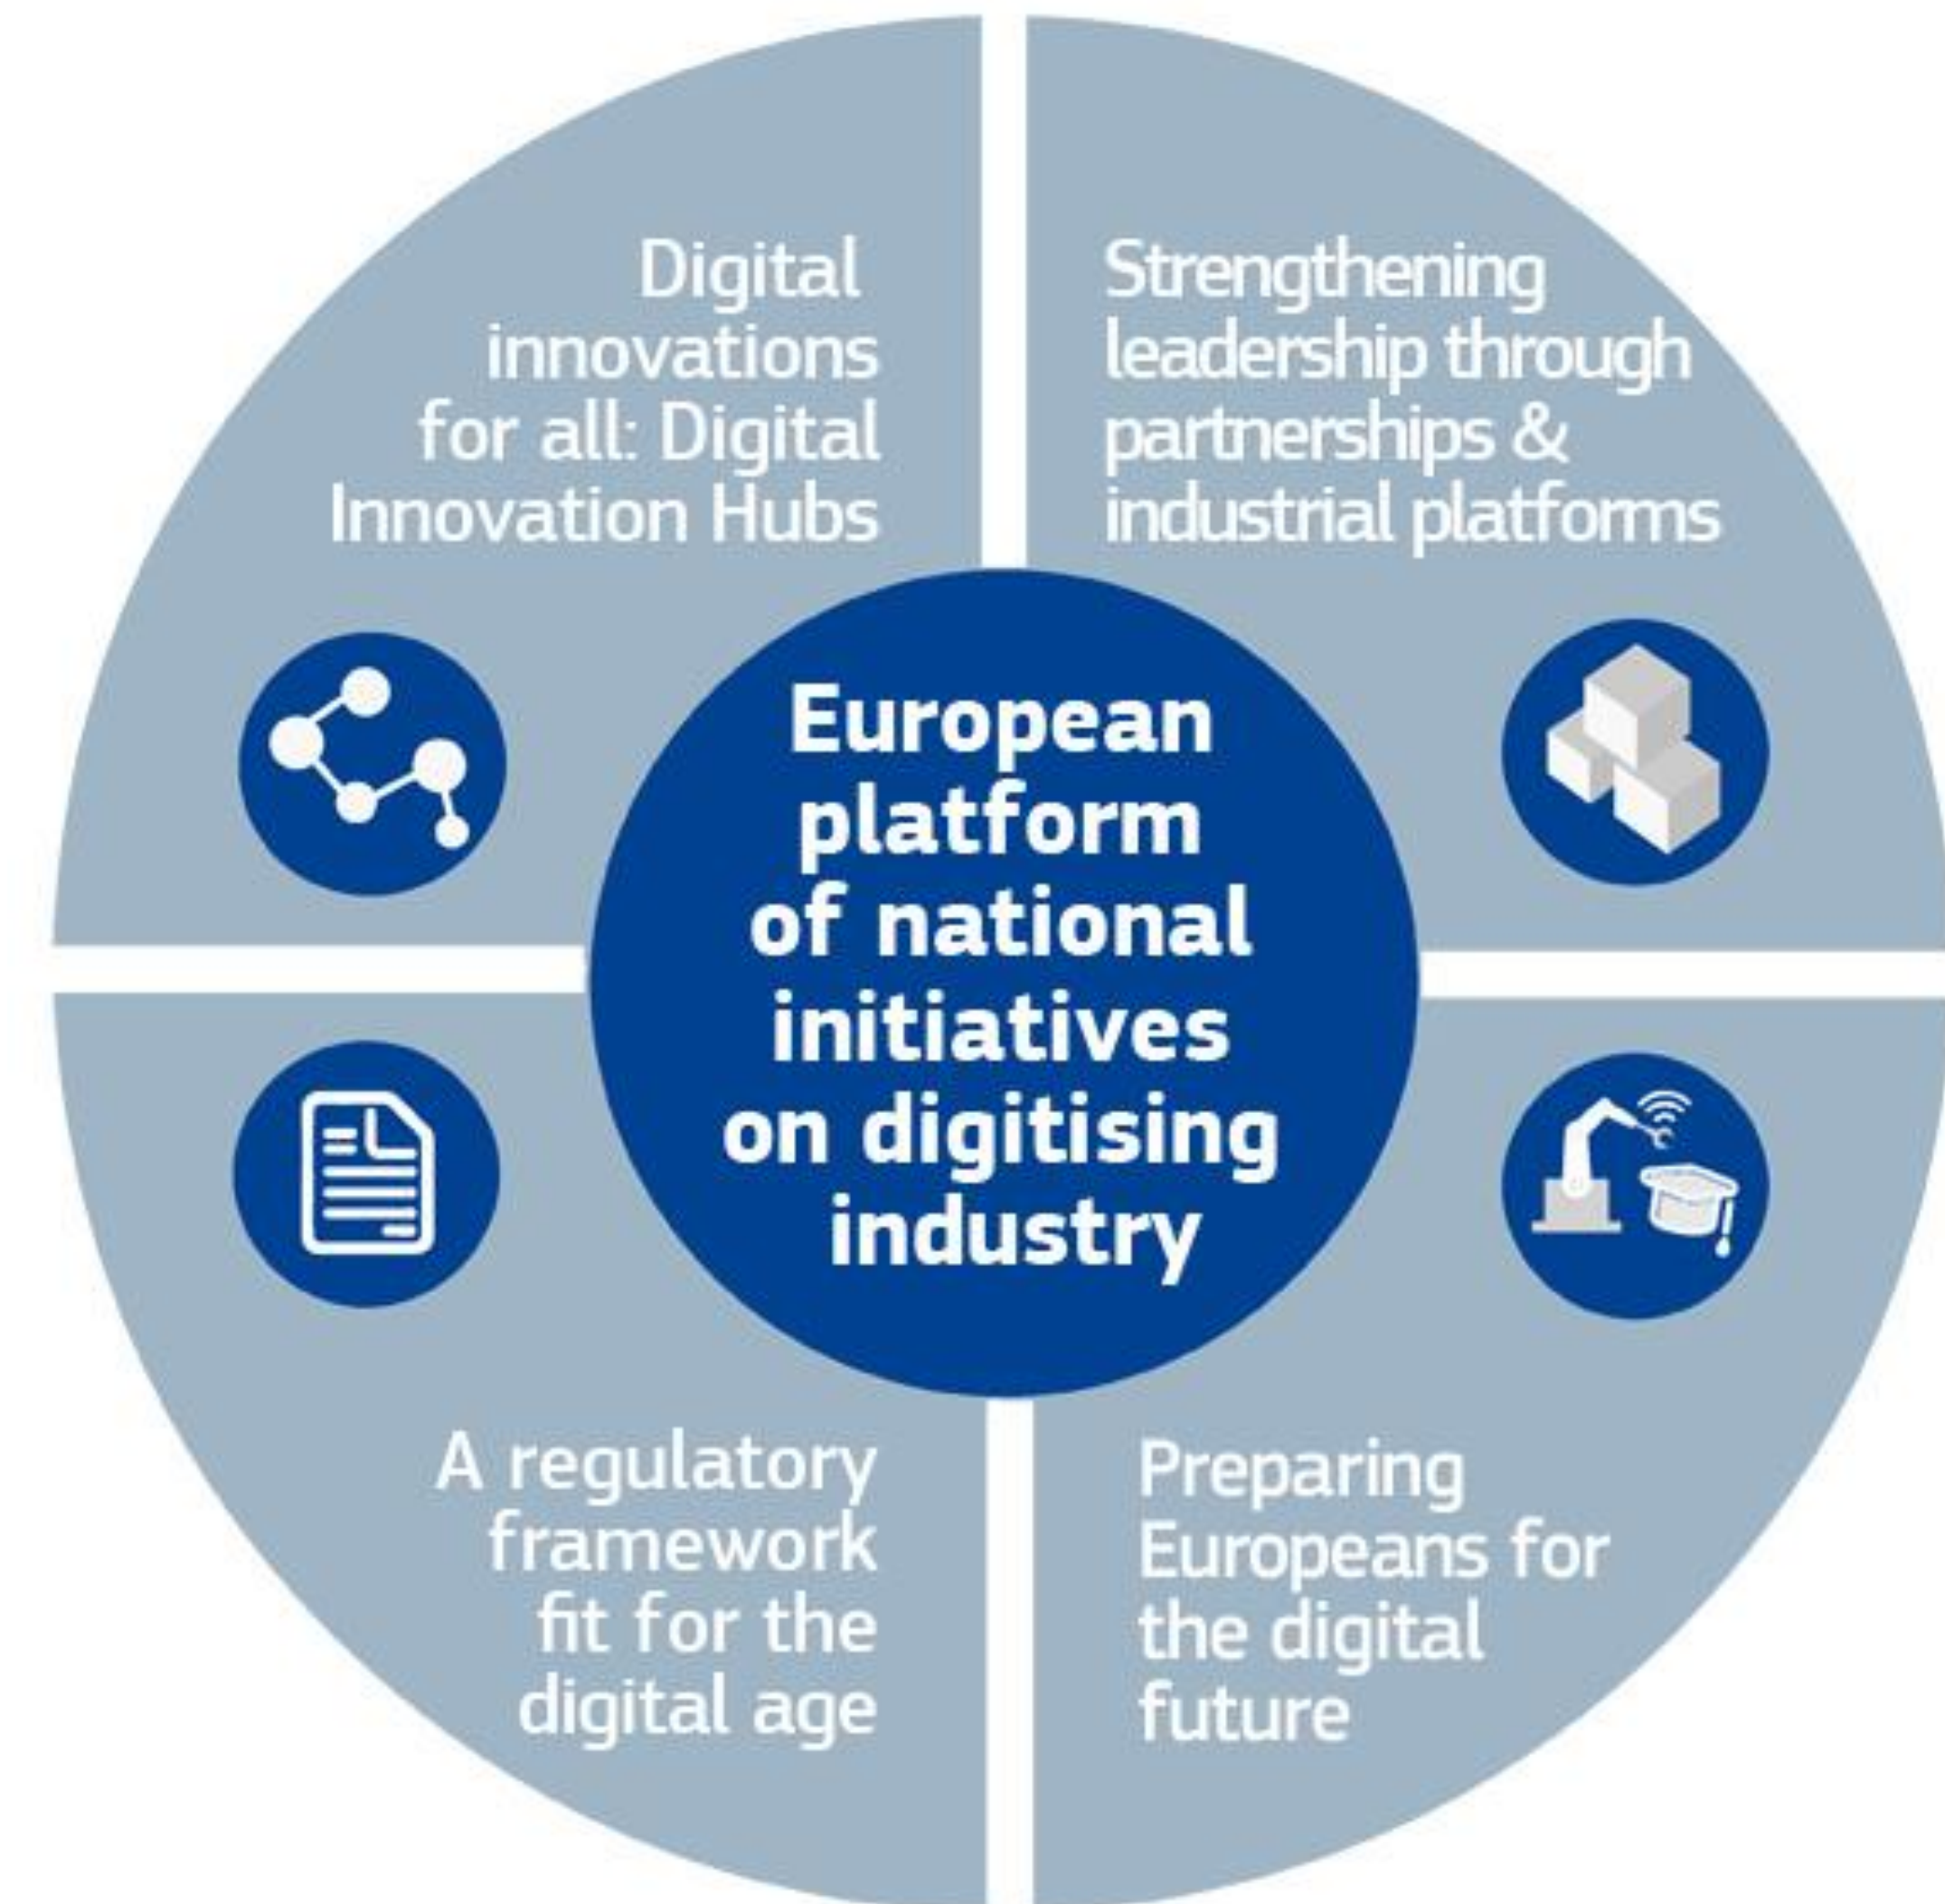 Digital
innovations
for all: Digital
Innovation Hubs
Strengthening
leadership through
partnerships &
industrial platforms
European
platform
of national
initiatives
on digitising
industry
A regulatory
framework
fit for the
digital age
Preparing
Europeans for
the digital
future